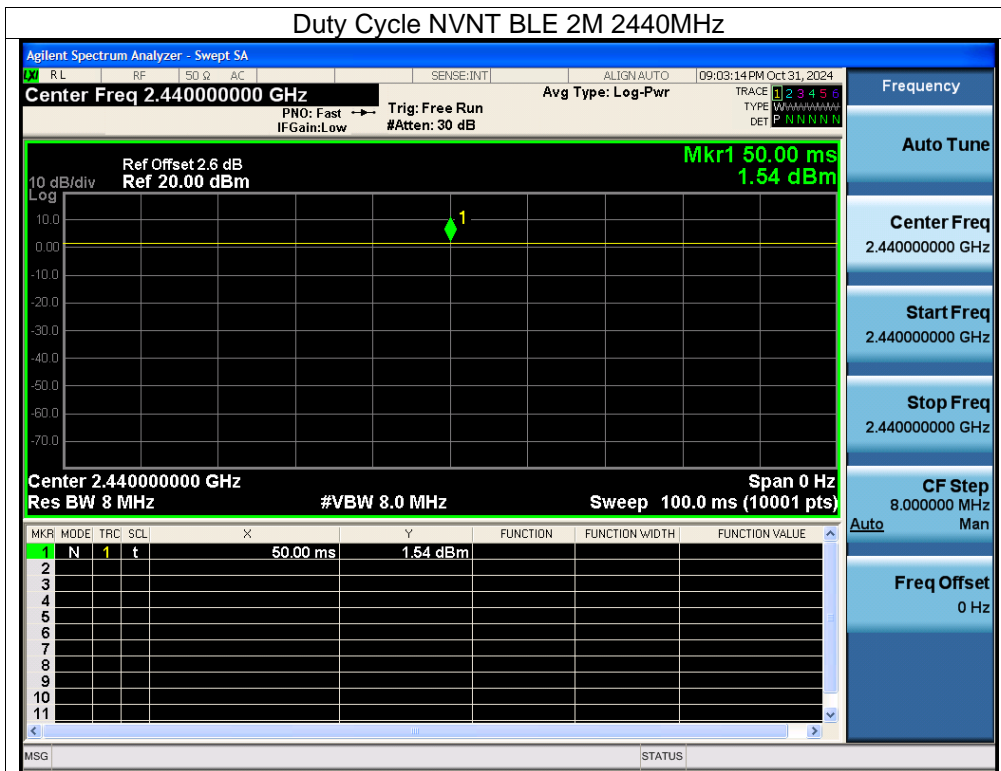 Duty Cycle NVNT BLE 2M 2440MHz
Agilent Spectrum Analyzer - Swept SA
LXI RL RF 50 Ω AC SENSE:INT ALIGN AUTO 09:03:14 PM Oct 31, 2024
Center Freq 2.440000000 GHz
PNO: Fast
IFGain:Low
Trig: Free Run
#Atten: 30 dB
Avg Type: Log-Pwr
TRACE 1 2 3 4 5 6
TYPE W
DET P N N N N N
Ref Offset 2.6 dB
10 dB/div Ref 20.00 dBm
Log
Mkr1 50.00 ms
1.54 dBm
1
10.0
0.00
-10.0
-20.0
-30.0
-40.0
-50.0
-60.0
-70.0
Center 2.440000000 GHz Span 0 Hz
Res BW 8 MHz #VBW 8.0 MHz Sweep 100.0 ms (10001 pts)
MKR MODE TRC SCL X Y FUNCTION FUNCTION WIDTH FUNCTION VALUE
1 N 1 t 50.00 ms 1.54 dBm
2
3
4
5
6
7
8
9
10
11
MSG STATUS
Frequency
Auto Tune
Center Freq
2.440000000 GHz
Start Freq
2.440000000 GHz
Stop Freq
2.440000000 GHz
CF Step
8.000000 MHz
Auto Man
Freq Offset
0 Hz